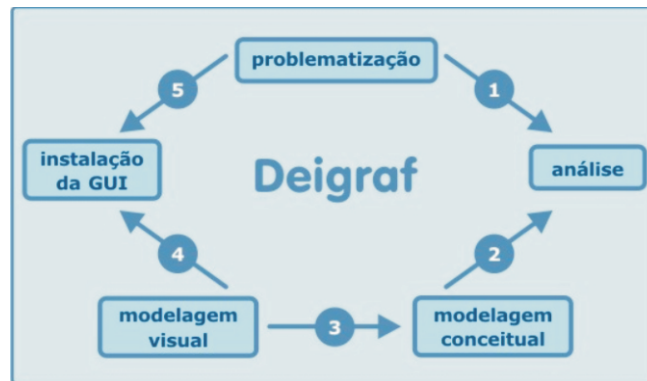 problematização
5
1
instalação
da GUI
Deigraf
análise
4
2
modelagem
visual
3
modelagem
conceitual